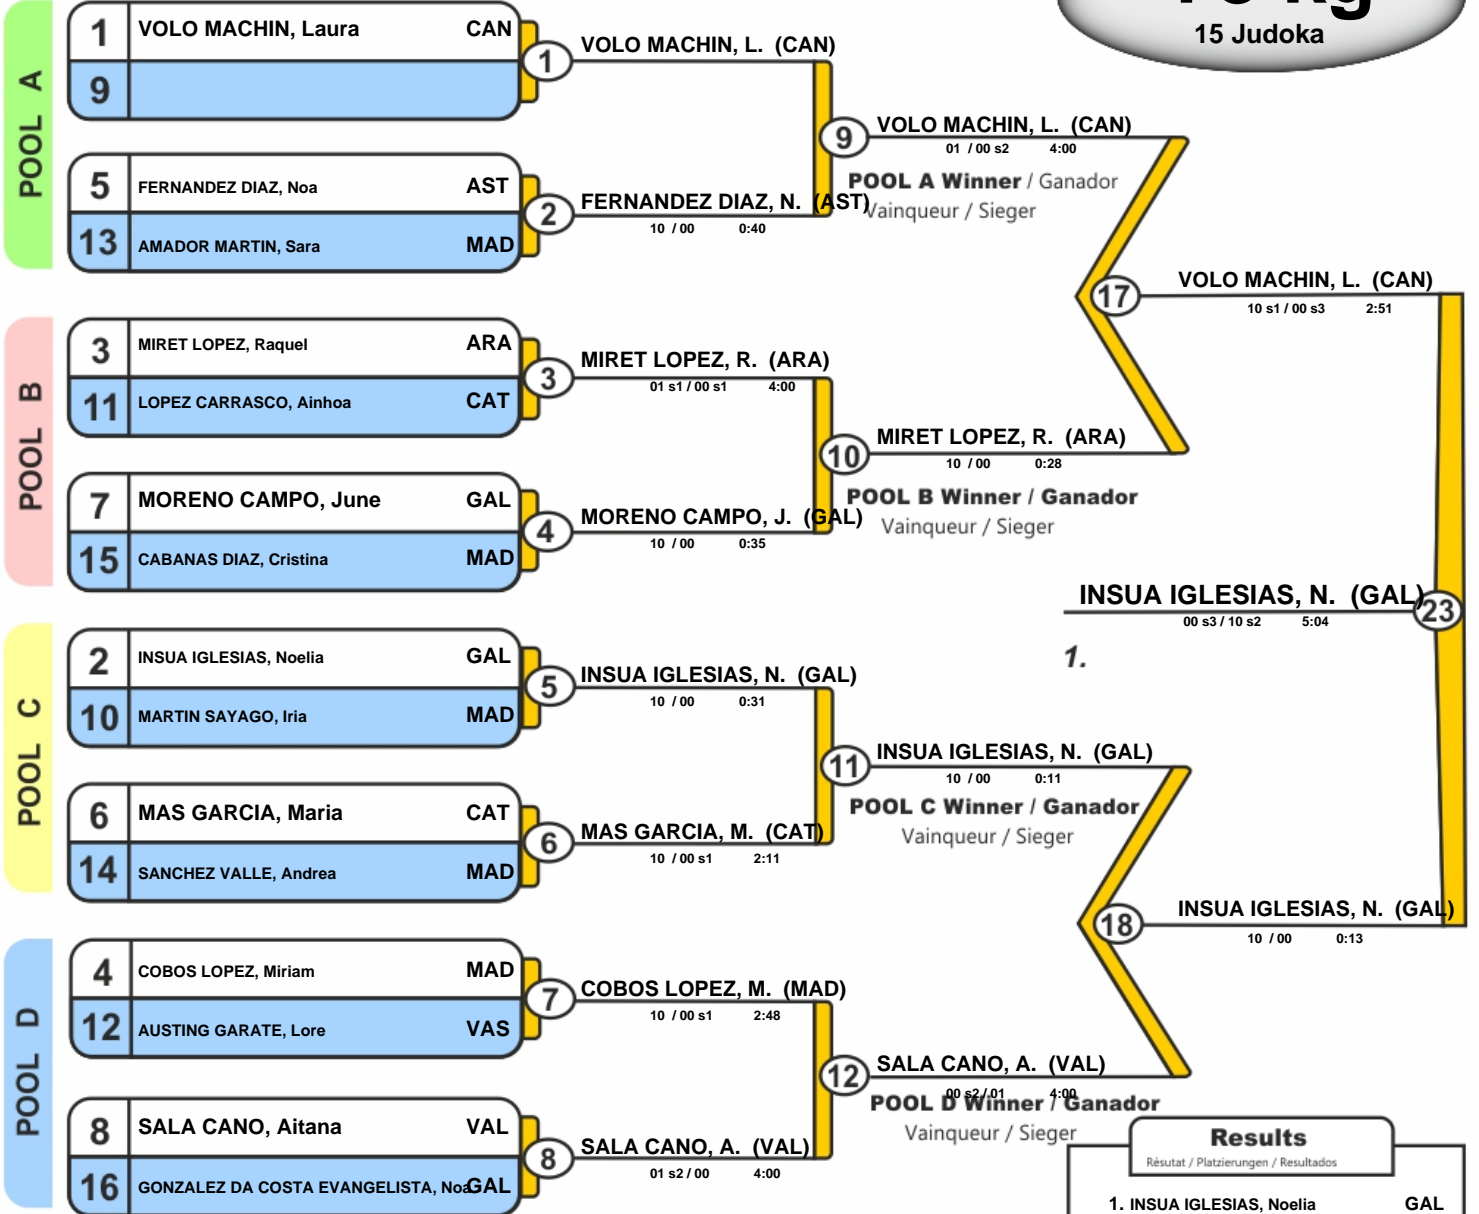 15 Judoka
POOL A
1 VOLO MACHIN, Laura CAN
9
1
VOLO MACHIN, L. (CAN)
5 FERNANDEZ DIAZ, Noa AST
13 AMADOR MARTIN, Sara MAD
2
FERNANDEZ DIAZ, N. (AST)
10 / 00 0:40
9
VOLO MACHIN, L. (CAN)
01 / 00 s2 4:00
POOL A Winner / Ganador
Vainqueur / Sieger
POOL B
3 MIRET LOPEZ, Raquel ARA
11 LOPEZ CARRASCO, Ainhoa CAT
3
MIRET LOPEZ, R. (ARA)
01 s1 / 00 s1 4:00
7 MORENO CAMPO, June GAL
15 CABANAS DIAZ, Cristina MAD
4
MORENO CAMPO, J. (GAL)
10 / 00 0:35
10
MIRET LOPEZ, R. (ARA)
10 / 00 0:28
POOL B Winner / Ganador
Vainqueur / Sieger
17
VOLO MACHIN, L. (CAN)
10 s1 / 00 s3 2:51
INSUA IGLESIAS, N. (GAL)
23
00 s3 / 10 s2 5:04
1.
POOL C
2 INSUA IGLESIAS, Noelia GAL
10 MARTIN SAYAGO, Iria MAD
5
INSUA IGLESIAS, N. (GAL)
10 / 00 0:31
6 MAS GARCIA, Maria CAT
14 SANCHEZ VALLE, Andrea MAD
6
MAS GARCIA, M. (CAT)
10 / 00 s1 2:11
11
INSUA IGLESIAS, N. (GAL)
10 / 00 0:11
POOL C Winner / Ganador
Vainqueur / Sieger
18
INSUA IGLESIAS, N. (GAL)
10 / 00 0:13
POOL D
4 COBOS LOPEZ, Miriam MAD
12 AUSTING GARATE, Lore VAS
7
COBOS LOPEZ, M. (MAD)
10 / 00 s1 2:48
8 SALA CANO, Aitana VAL
16 GONZALEZ DA COSTA EVANGELISTA, Noa GAL
8
SALA CANO, A. (VAL)
01 s2 / 00 4:00
12
SALA CANO, A. (VAL)
00 s2 / 01 4:00
POOL D Winner / Ganador
Vainqueur / Sieger
Results
Résutat / Platzierungen / Resultados
1. INSUA IGLESIAS, Noelia GAL